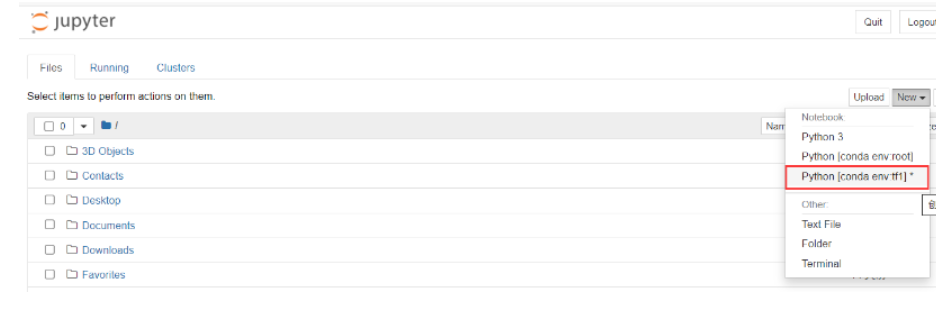 jupyter
Quit
Logout
Files
Running
Clusters
Select items to perform actions on them.
Upload
New
0
/
Notebook:
Python 3
Python [conda env:root]
Python [conda env:tf1] *
Other:
Text File
Folder
Terminal
3D Objects
Contacts
Desktop
Documents
Downloads
Favorites